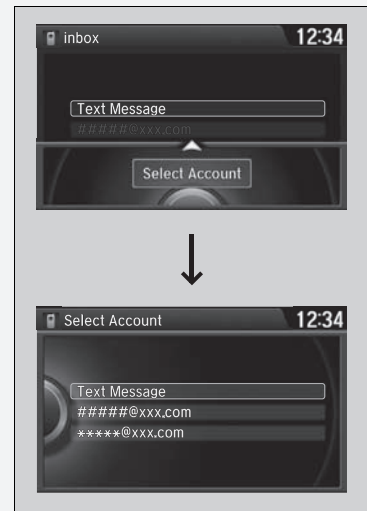 inbox
12:34
Text Message
#####@xxx.com
Select Account
Select Account
12:34
Text Message
#####@xxx.com
*****@xxx.com